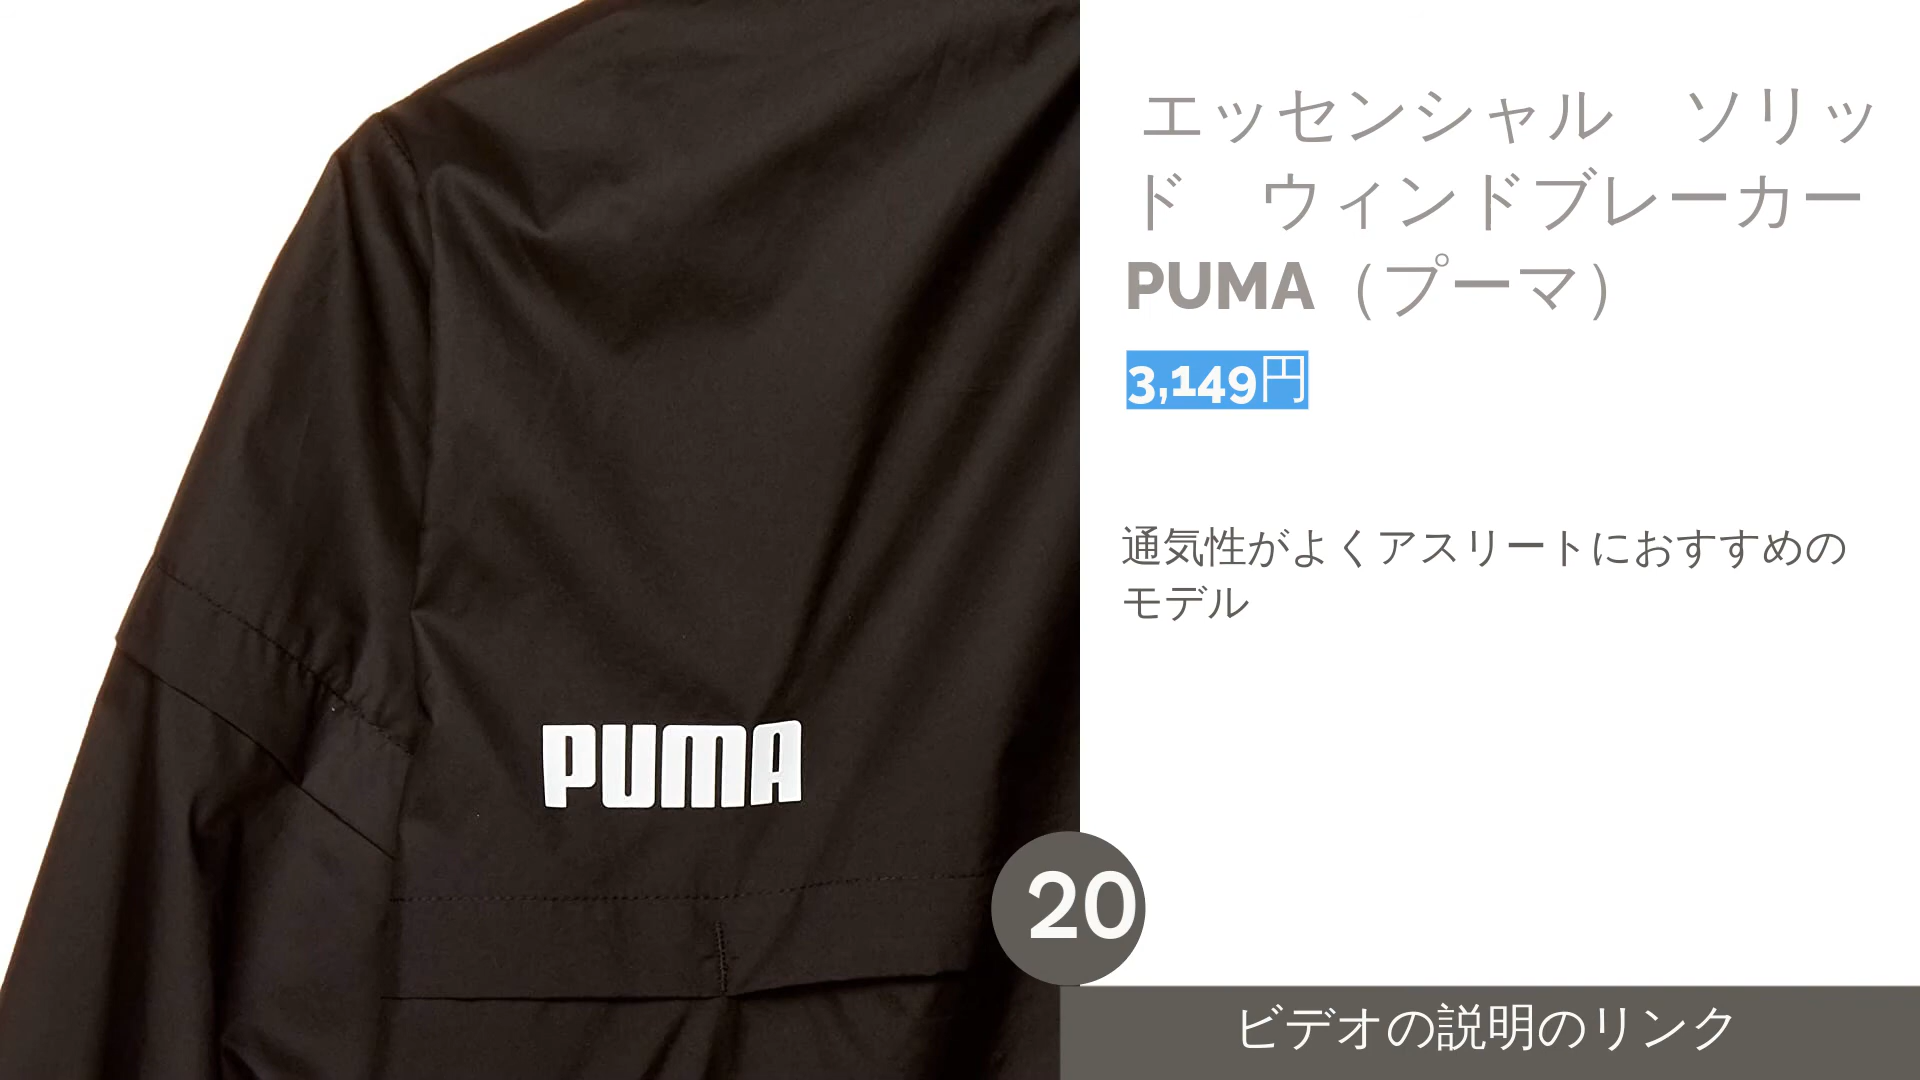 エッセンシャル　ソリッ
ド　ウィンドブレーカー
PUMA（プーマ）
3,149円
通気性がよくアスリートにおすすめの
モデル
PUMA
20
ビデオの説明のリンク